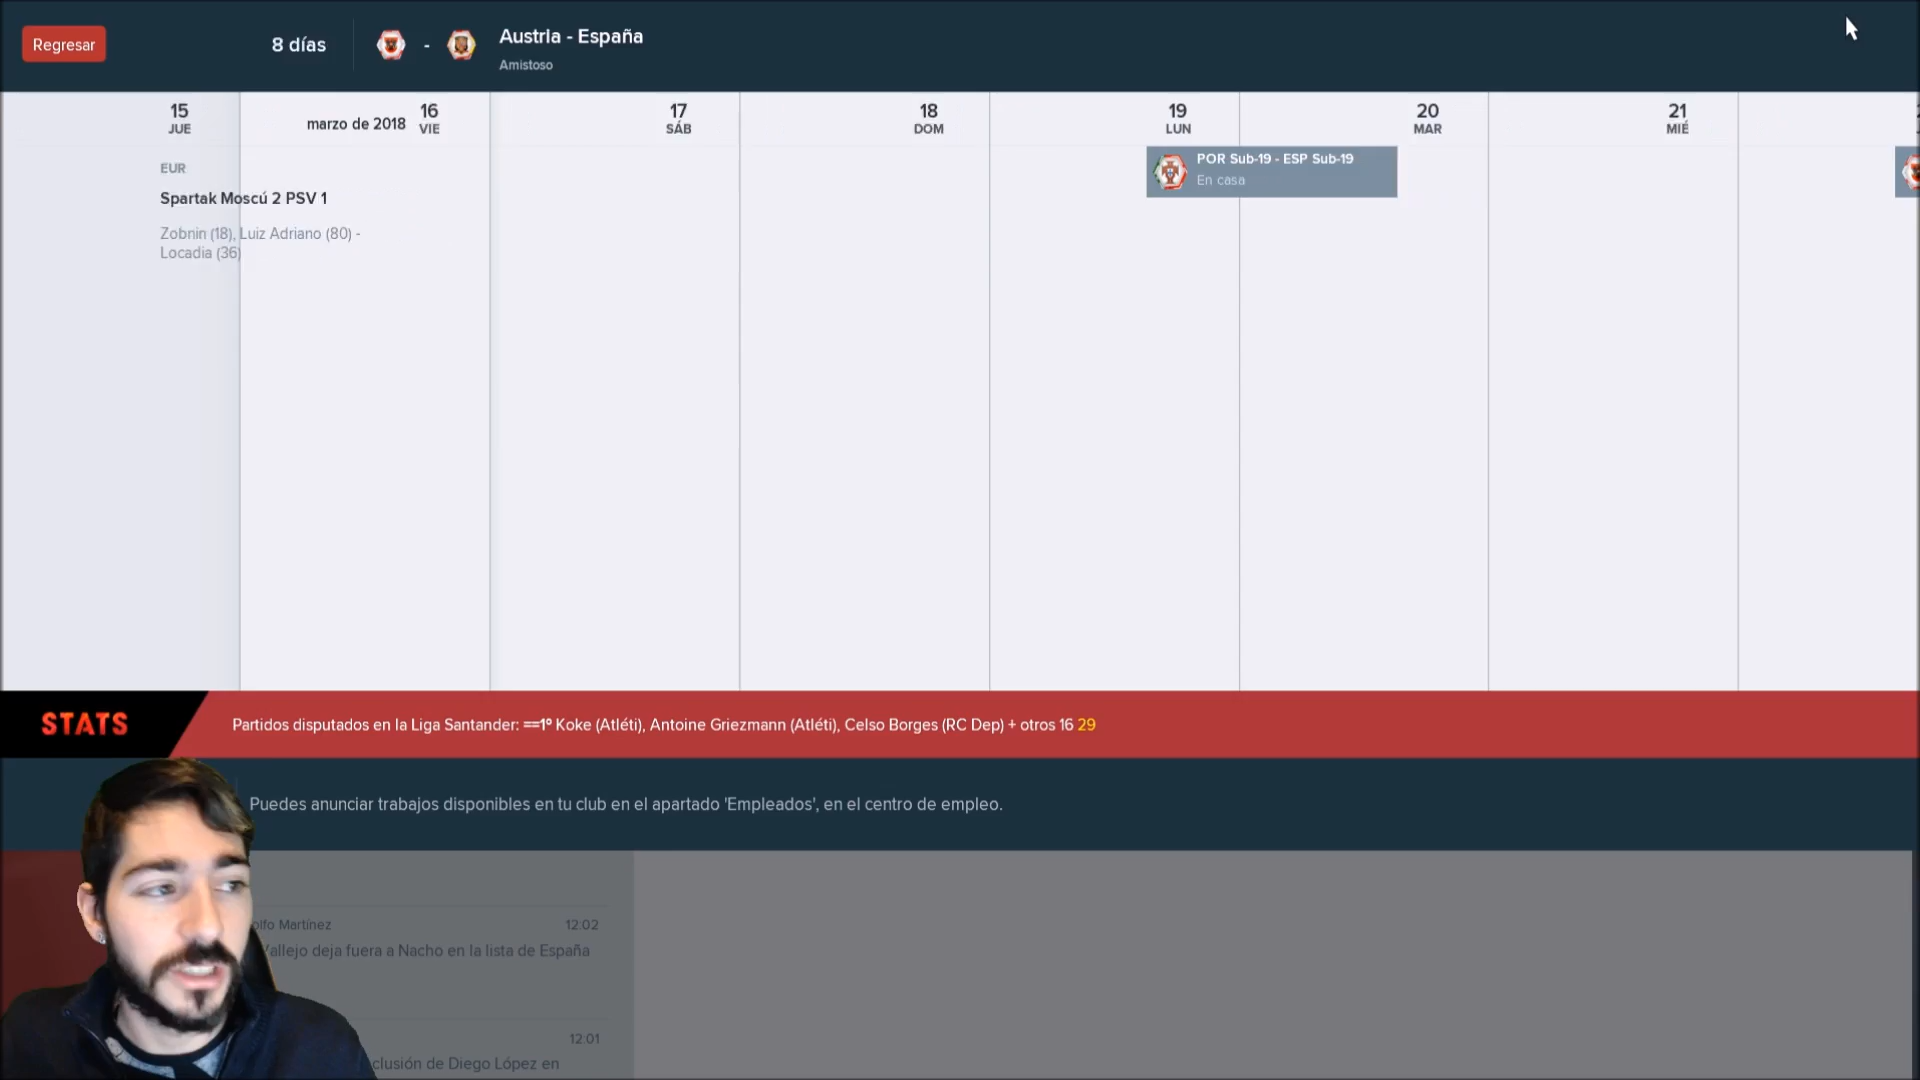 Regresar
8 días
-
Austria - España
Amistoso
15
JUE
marzo de 2018
16
VIE
17
SÁB
18
DOM
19
LUN
20
MAR
21
MIÉ
EUR
Spartak Moscú 2 PSV 1
Zobnin (18), Luiz Adriano (80) -
Locadia (36)
POR Sub-19 - ESP Sub-19
En casa
STATS
Partidos disputados en la Liga Santander: ==1º Koke (Atléti), Antoine Griezmann (Atléti), Celso Borges (RC Dep) + otros 16 29
Puedes anunciar trabajos disponibles en tu club en el apartado 'Empleados', en el centro de empleo.
olfo Martínez
12:02
Vallejo deja fuera a Nacho en la lista de España
12:01
clusión de Diego López en